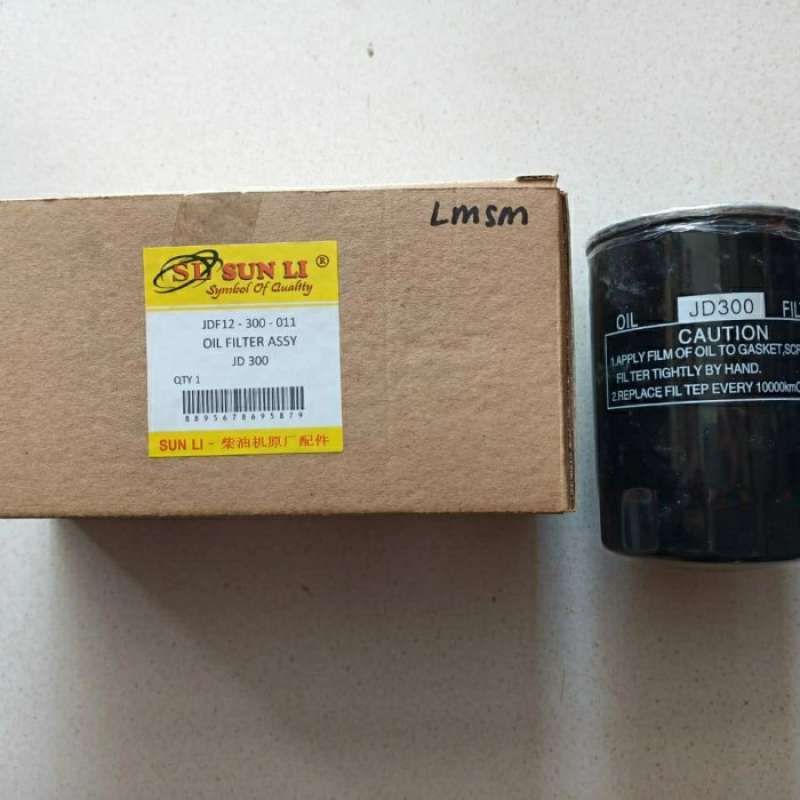 Lmsm
SL SUN LI ®
Symbol Of Quality
JDF12 - 300 - 011
OIL FILTER ASSY
JD 300
QTY 1
8895678695879
SUN LI - 柴油机原厂配件
OIL JD300 FIL
CAUTION
1.APPLY FILM OF OIL TO GASKET,SCR
FILTER TIGHTLY BY HAND.
2.REPLACE FIL TEP EVERY 10000km